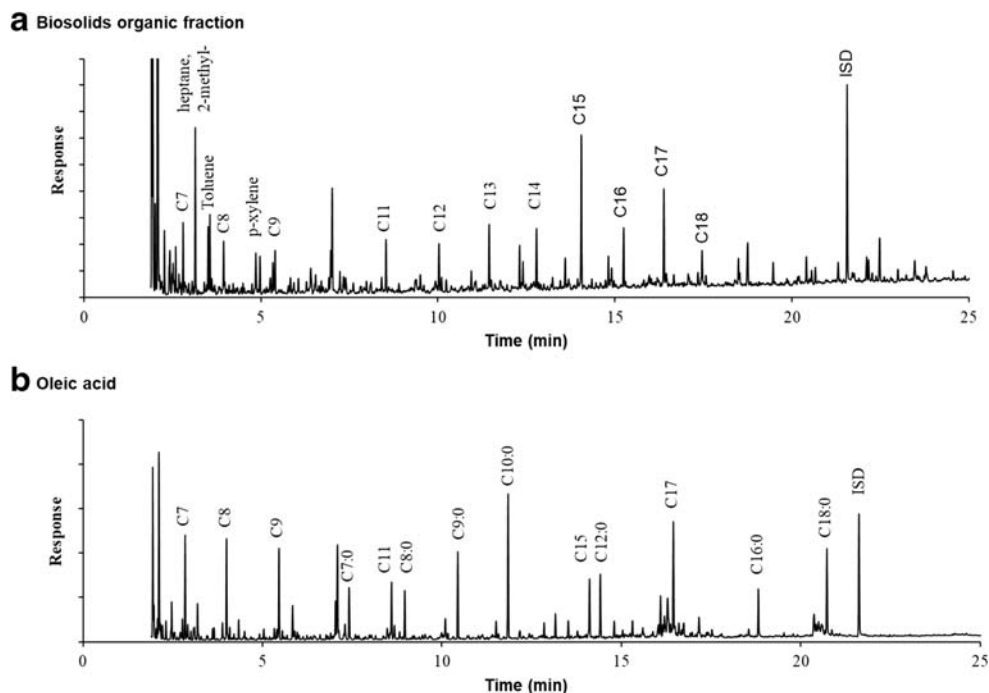 a Biosolids organic fraction
Response
C7
heptane,
2-methyl-
Toluene
C8
p-xylene
C9
C11
C12
C13
C14
C15
C16
C17
C18
ISD
0 5 10 15 20 25
Time (min)
b Oleic acid
Response
C7
C8
C9
C7:0
C11
C8:0
C9:0
C10:0
C15
C12:0
C17
C16:0
C18:0
ISD
0 5 10 15 20 25
Time (min)